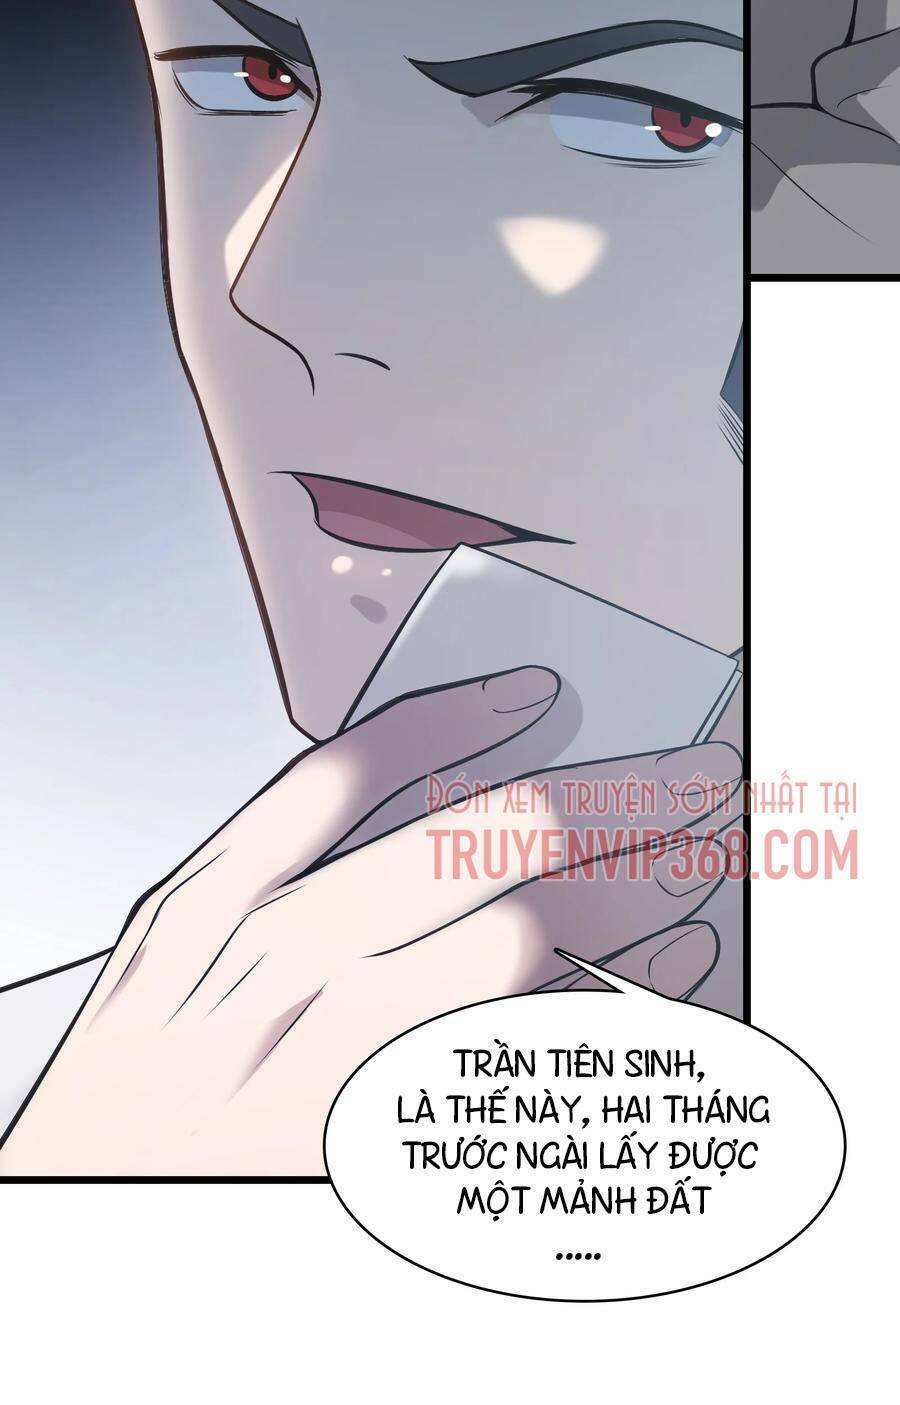 ĐÓN XEM TRUYỆN SỚM NHẤT TẠI
TRUYENVIP368.COM
TRẦN TIÊN SINH,
LÀ THẾ NÀY, HAI THÁNG
TRƯỚC NGÀI LẤY ĐƯỢC
MỘT MẢNH ĐẤT
.....